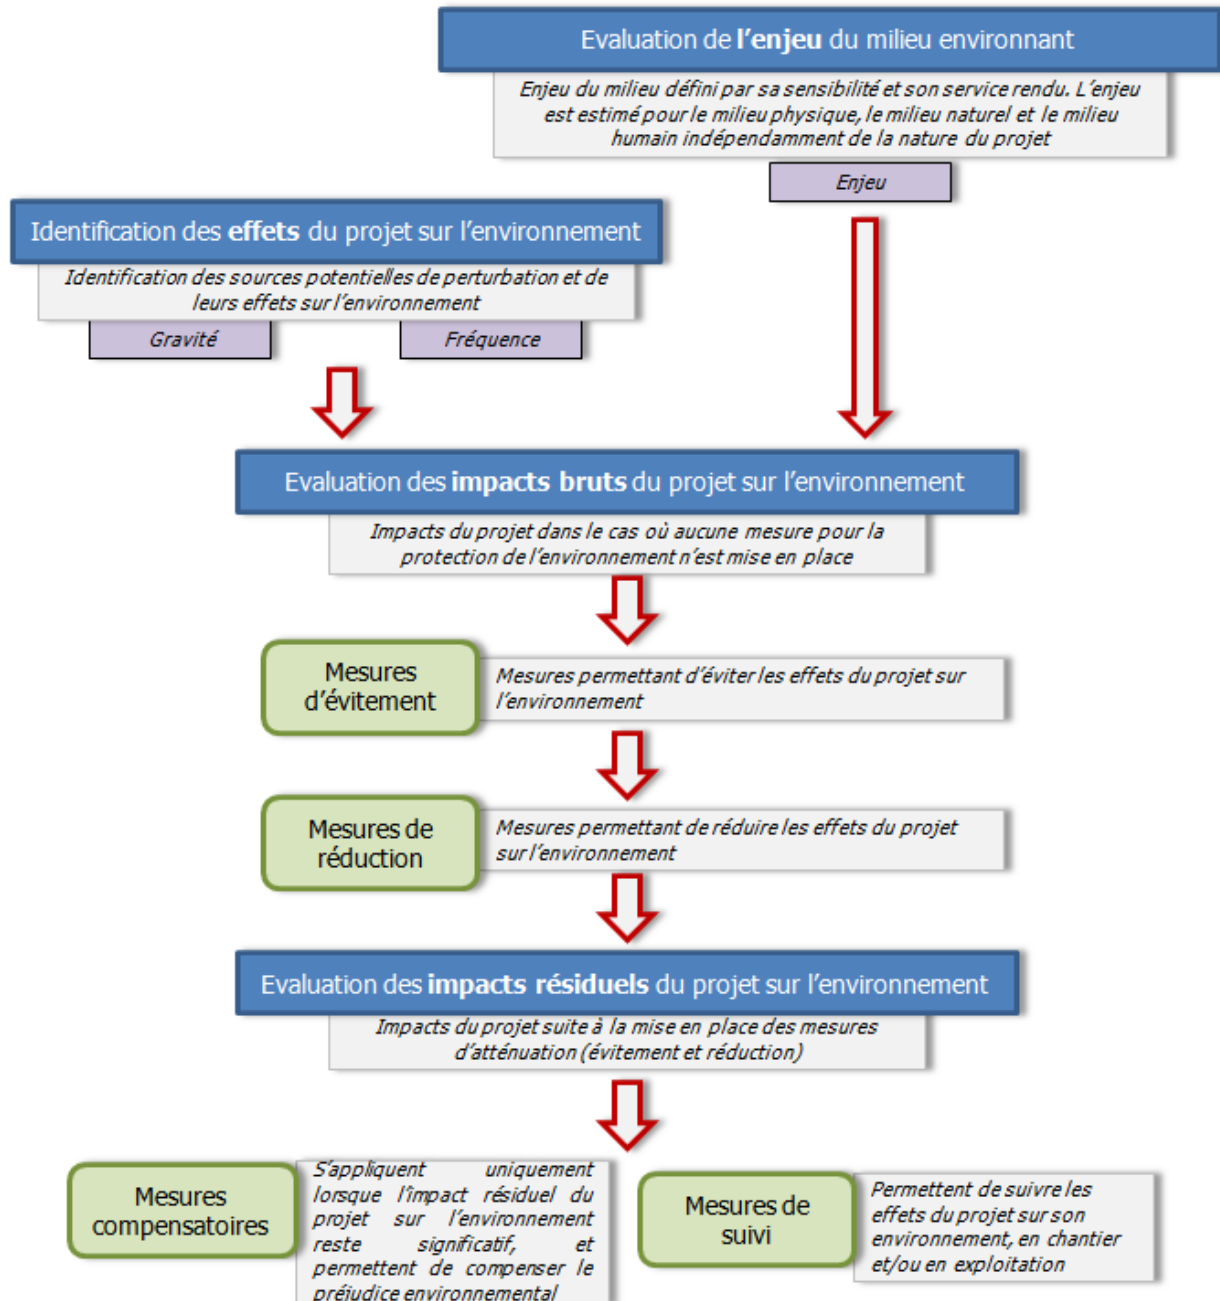 Evaluation de l'enjeu du milieu environnant
Enjeu du milieu défini par sa sensibilité et son service rendu. L'enjeu
est estimé pour le milieu physique, le milieu naturel et le milieu
humain indépendamment de la nature du projet
Enjeu
Identification des effets du projet sur l'environnement
Identification des sources potentielles de perturbation et de
leurs effets sur l'environnement
Gravité
Fréquence
Evaluation des impacts bruts du projet sur l'environnement
Impacts du projet dans le cas où aucune mesure pour la
protection de l'environnement n'est mise en place
Mesures
d'évitement
Mesures permettant d'éviter les effets du projet sur
l'environnement
Mesures de
réduction
Mesures permettant de réduire les effets du projet
sur l'environnement
Evaluation des impacts résiduels du projet sur l'environnement
Impacts du projet suite à la mise en place des mesures
d'atténuation (évitement et réduction)
Mesures
compensatoires
S'appliquent uniquement
lorsque l'impact résiduel du
projet sur l'environnement
reste significatif, et
permettent de compenser le
préjudice environnemental
Mesures de
suivi
Permettent de suivre les
effets du projet sur son
environnement, en chantier
et/ou en exploitation